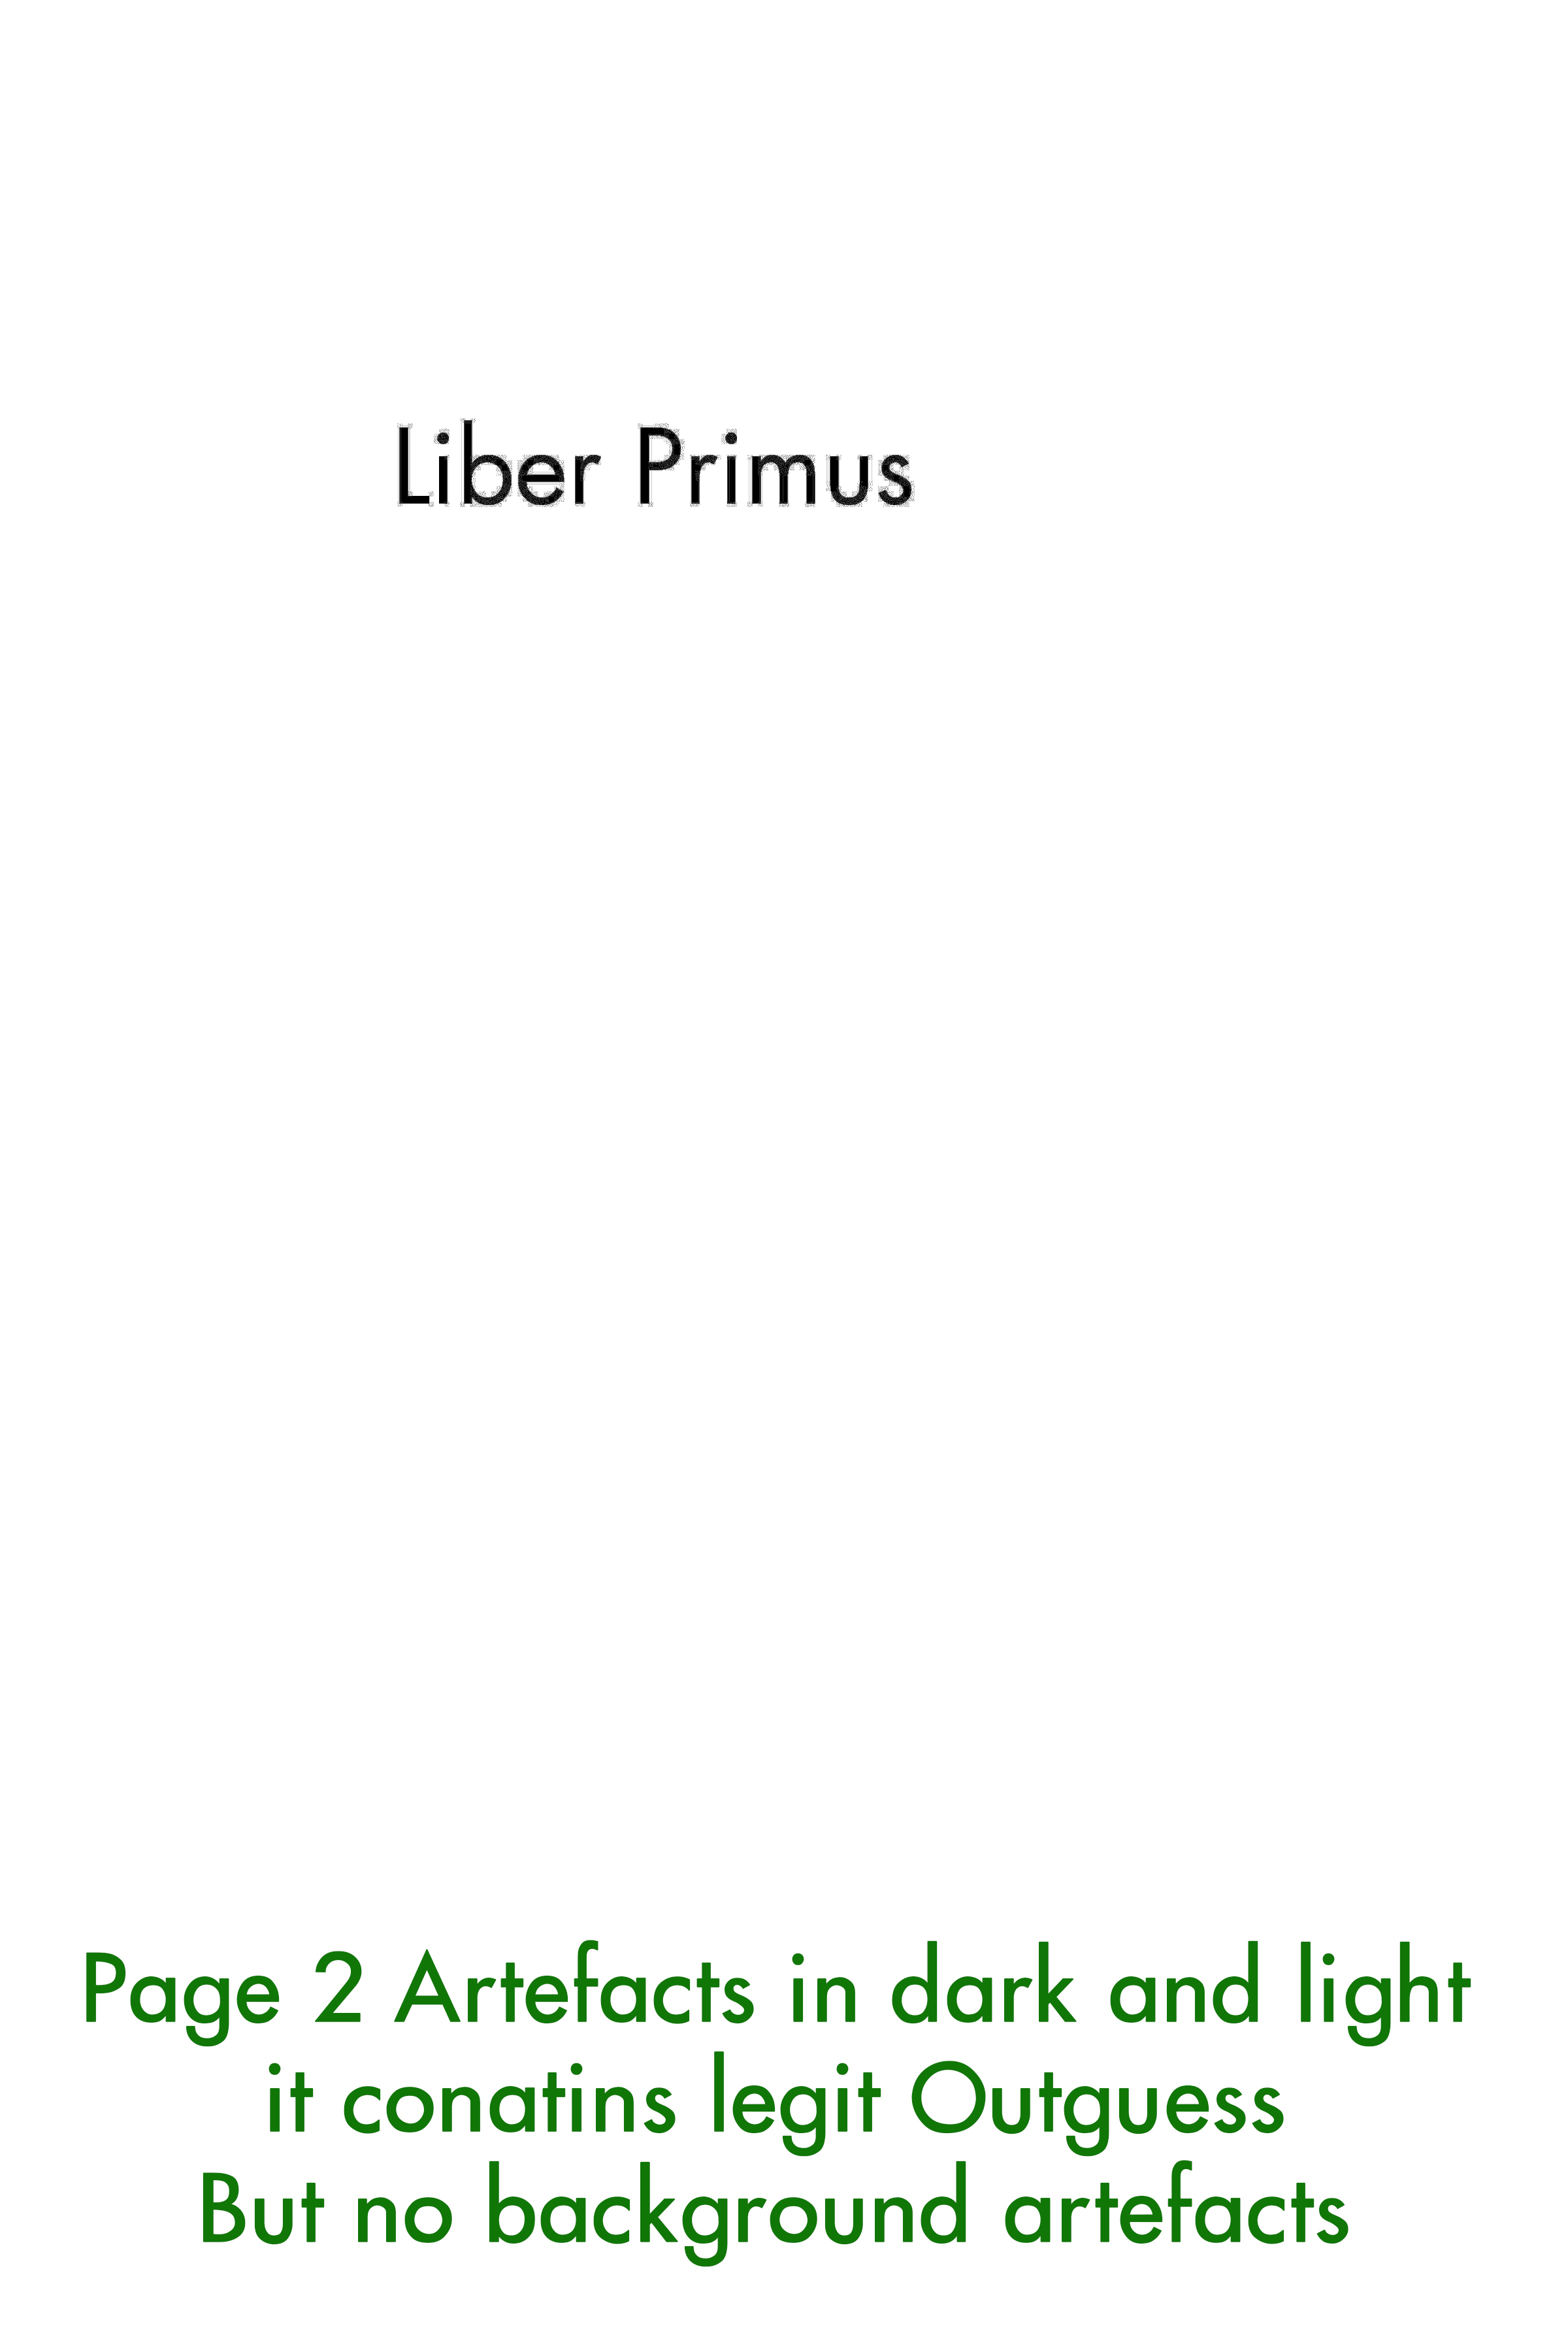 Liber Primus
Page 2 Artefacts in dark and light
it conatins legit Outguess
But no background artefacts